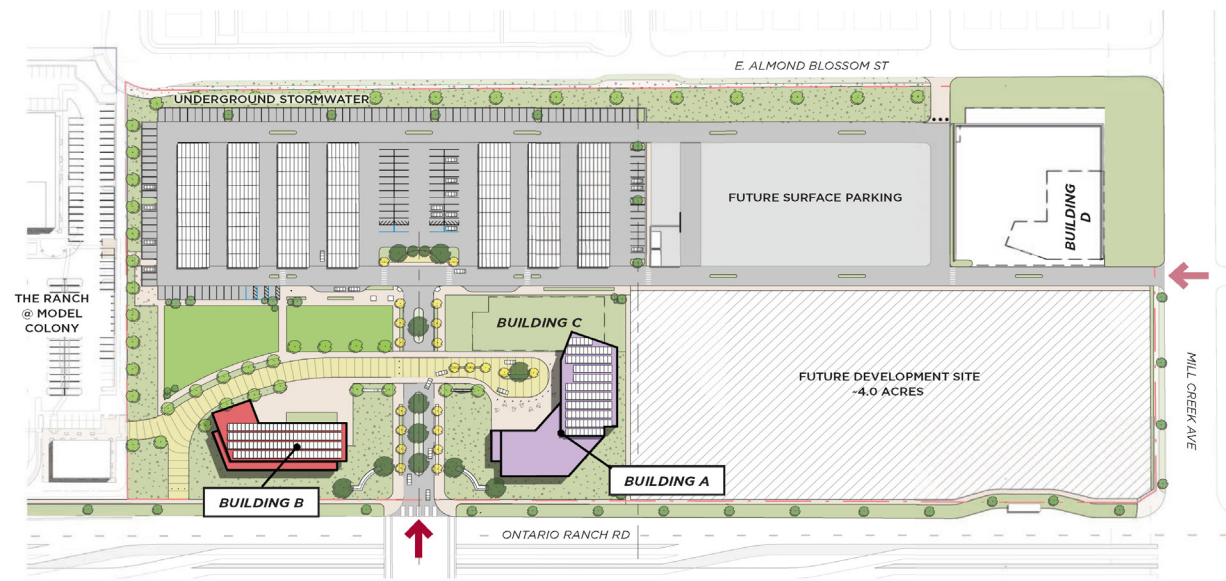 E. ALMOND BLOSSOM ST
UNDERGROUND STORMWATER
FUTURE SURFACE PARKING
BUILDING
D
THE RANCH
@ MODEL
COLONY
BUILDING C
FUTURE DEVELOPMENT SITE
~4.0 ACRES
MILL CREEK AVE
BUILDING A
BUILDING B
ONTARIO RANCH RD